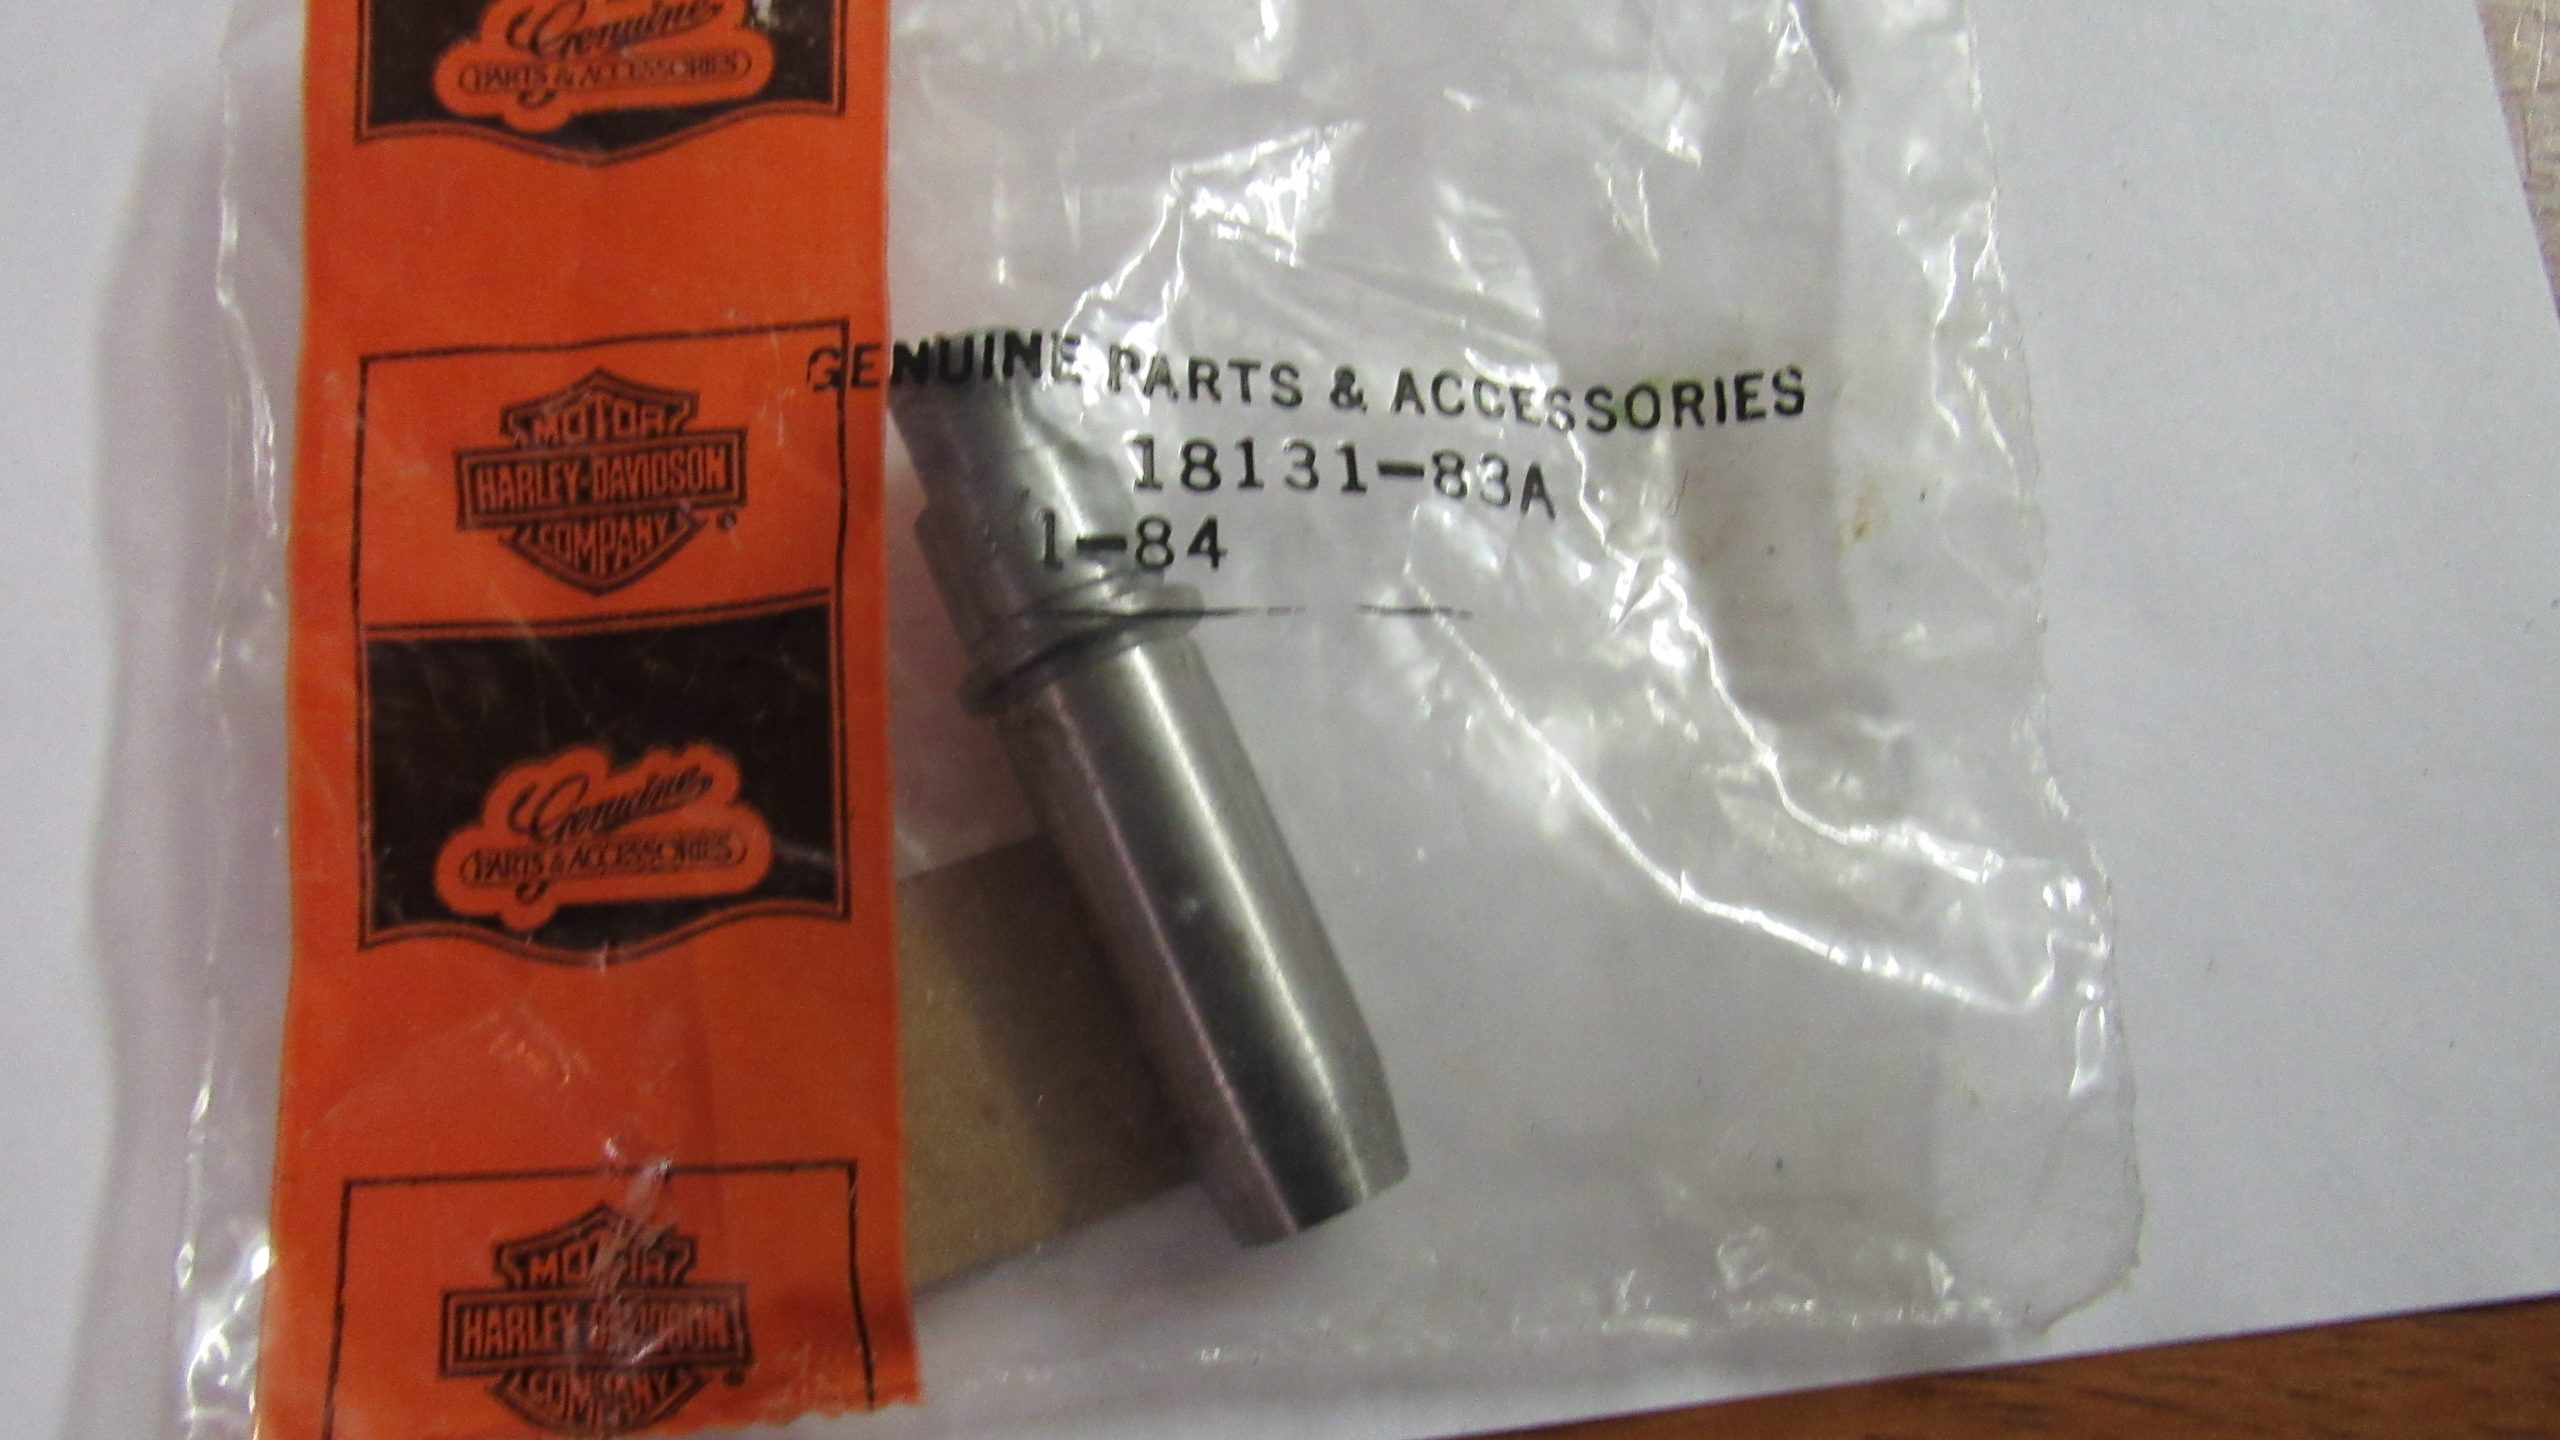 Genuine
PARTS & ACCESSORIES
GENUINE PARTS & ACCESSORIES
18131-83A
1-84
MOTOR
HARLEY-DAVIDSON
COMPANY
Genuine
PARTS & ACCESSORIES
MOTOR
HARLEY-DAVIDSON
COMPANY